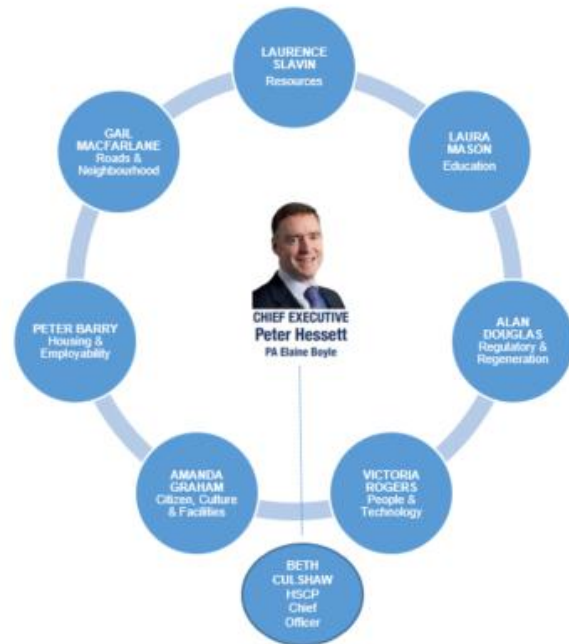 LAURENCE
SLAVIN
Resources
GAIL
MACFARLANE
Roads &
Neighbourhood
LAURA
MASON
Education
CHIEF EXECUTIVE
Peter Hessett
PA Elaine Boyle
PETER BARRY
Housing &
Employability
ALAN
DOUGLAS
Regulatory &
Regeneration
AMANDA
GRAHAM
Citizen, Culture
& Facilities
VICTORIA
ROGERS
People &
Technology
BETH
CULSHAW
HSCP
Chief
Officer